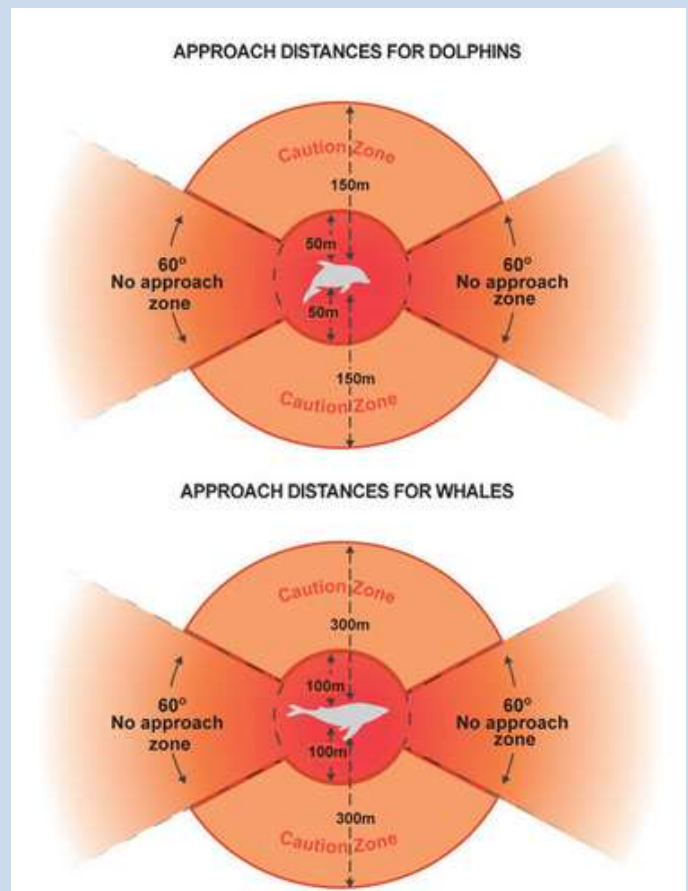 APPROACH DISTANCES FOR DOLPHINS
Caution Zone
150m
50m
60°
No approach
zone
60°
No approach
zone
50m
150m
Caution Zone
APPROACH DISTANCES FOR WHALES
Caution Zone
300m
100m
60°
No approach
zone
60°
No approach
zone
100m
300m
Caution Zone